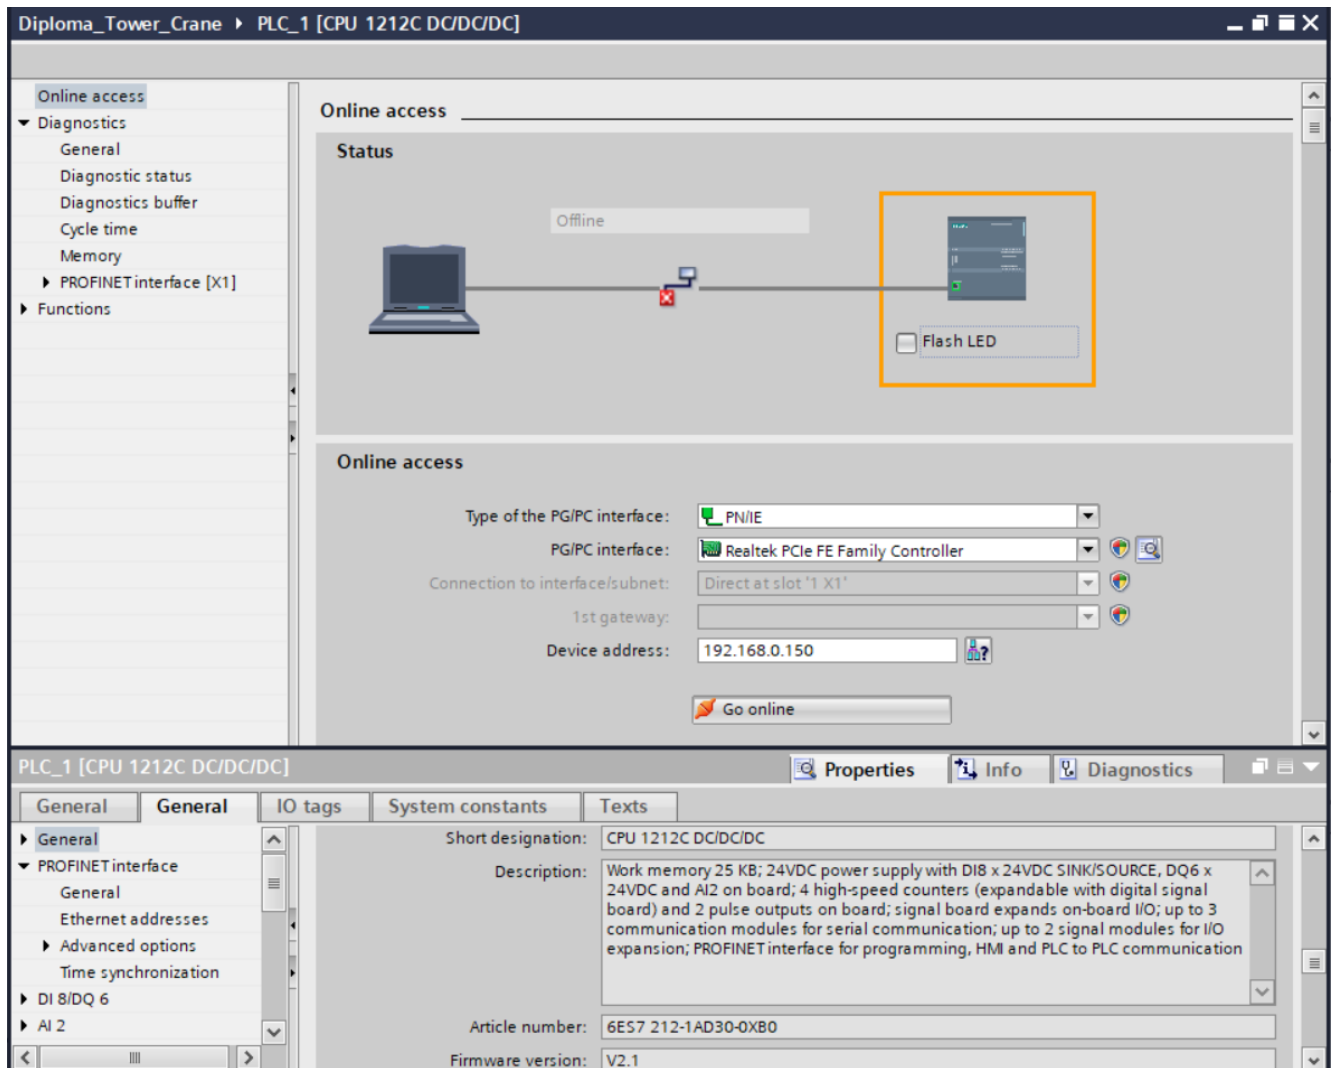 Diploma_Tower_Crane ▸ PLC_1 [CPU 1212C DC/DC/DC]
Online access
Diagnostics
General
Diagnostic status
Diagnostics buffer
Cycle time
Memory
PROFINET interface [X1]
Functions
Online access
Status
Offline
Flash LED
Online access
Type of the PG/PC interface: PN/IE
PG/PC interface: Realtek PCIe FE Family Controller
Connection to interface/subnet: Direct at slot '1 X1'
1st gateway:
Device address: 192.168.0.150
Go online
PLC_1 [CPU 1212C DC/DC/DC]
Properties Info Diagnostics
General General IO tags System constants Texts
General
PROFINET interface
General
Ethernet addresses
Advanced options
Time synchronization
DI 8/DQ 6
AI 2
Short designation: CPU 1212C DC/DC/DC
Description: Work memory 25 KB; 24VDC power supply with DI8 x 24VDC SINK/SOURCE, DQ6 x
24VDC and AI2 on board; 4 high-speed counters (expandable with digital signal
board) and 2 pulse outputs on board; signal board expands on-board I/O; up to 3
communication modules for serial communication; up to 2 signal modules for I/O
expansion; PROFINET interface for programming, HMI and PLC to PLC communication
Article number: 6ES7 212-1AD30-0XB0
Firmware version: V2.1